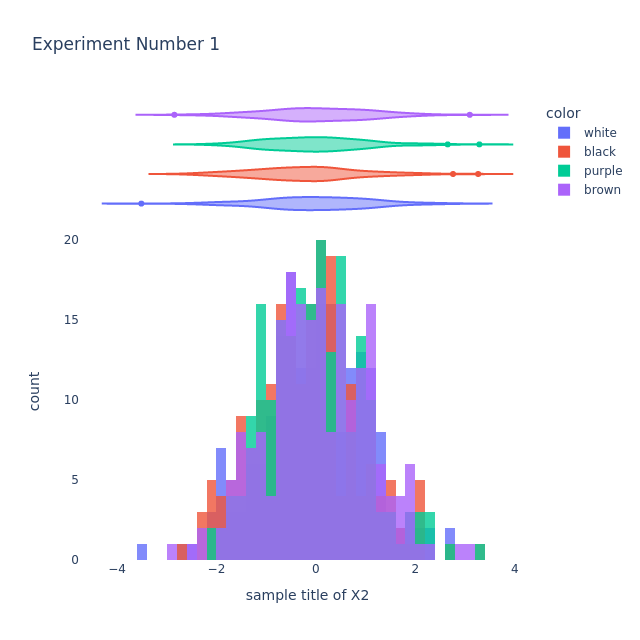 Experiment Number 1
color
white
black
purple
brown
20
15
10
5
0
count
−4
−2
0
2
4
sample title of X2